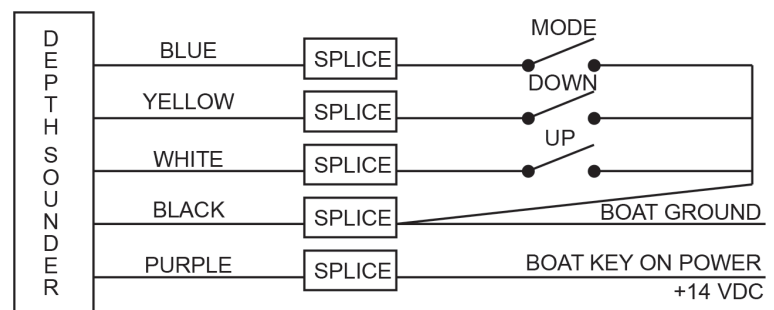 DEPTH SOUNDER
BLUE
SPLICE
MODE
YELLOW
SPLICE
DOWN
WHITE
SPLICE
UP
BLACK
SPLICE
BOAT GROUND
PURPLE
SPLICE
BOAT KEY ON POWER
+14 VDC